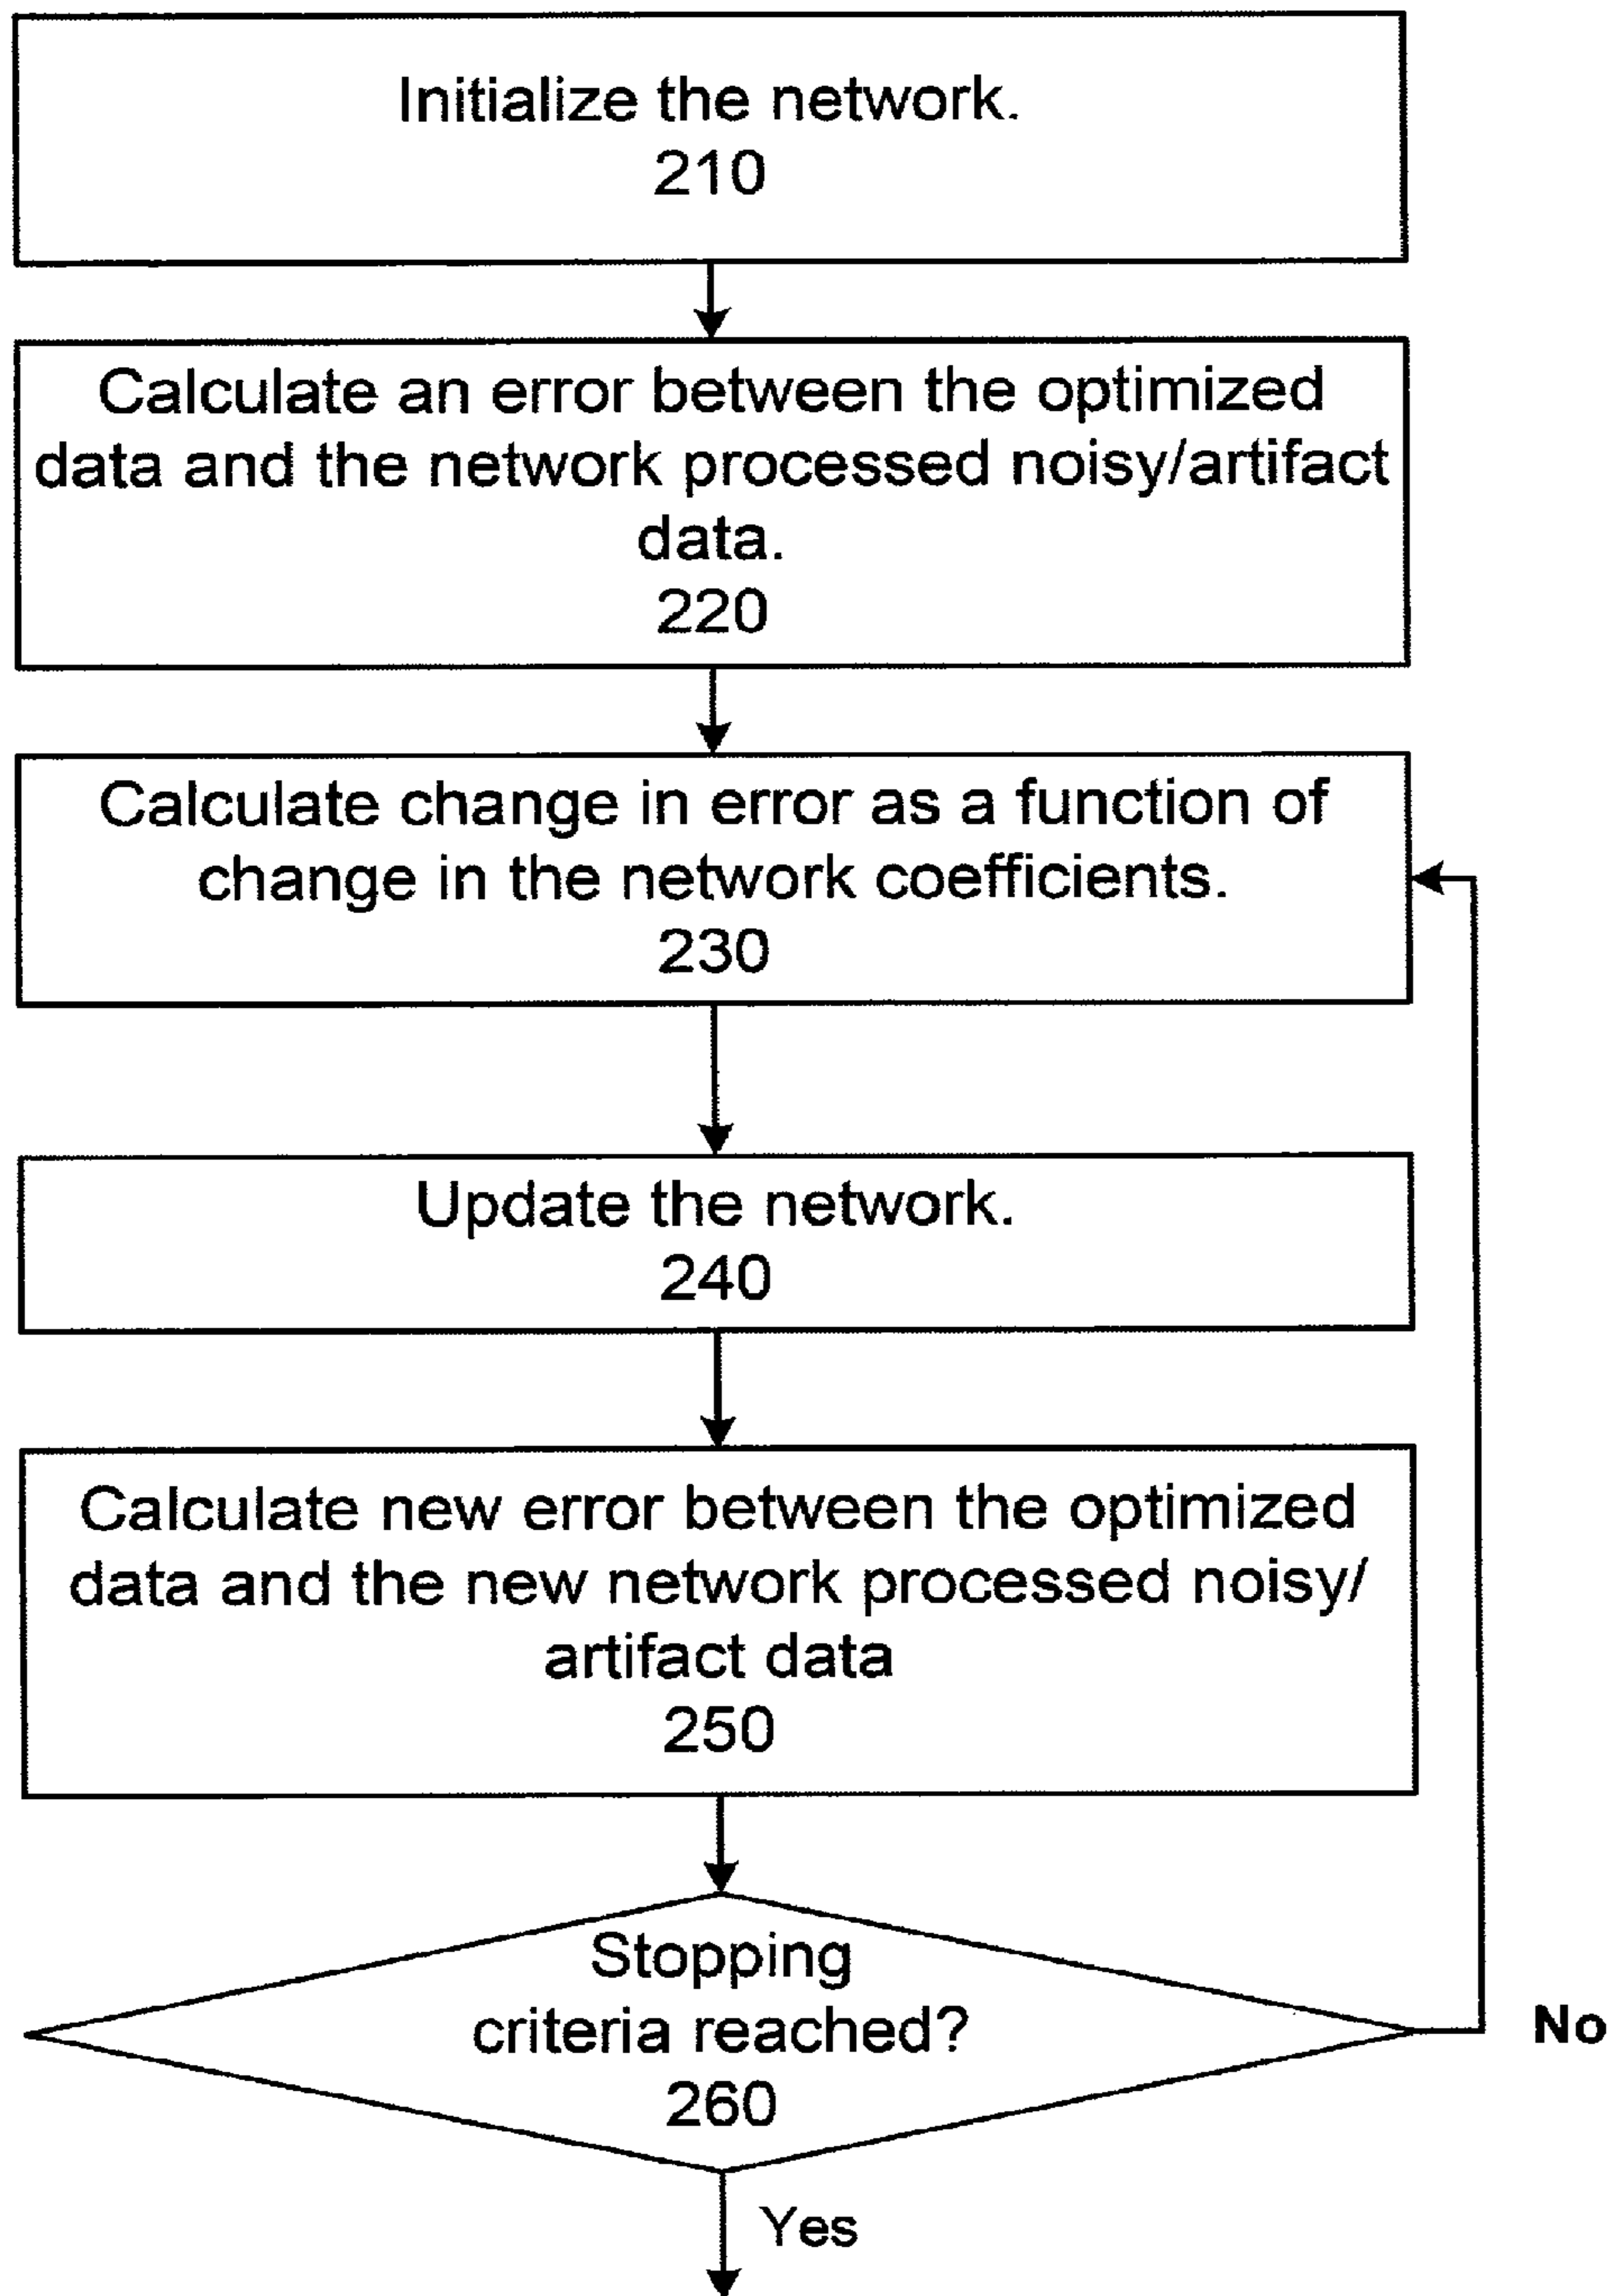 Initialize the network.
210
Calculate an error between the optimized
data and the network processed noisy/artifact
data.
220
Calculate change in error as a function of
change in the network coefficients.
230
Update the network.
240
Calculate new error between the optimized
data and the new network processed noisy/
artifact data
250
Stopping
criteria reached?
260
No
Yes